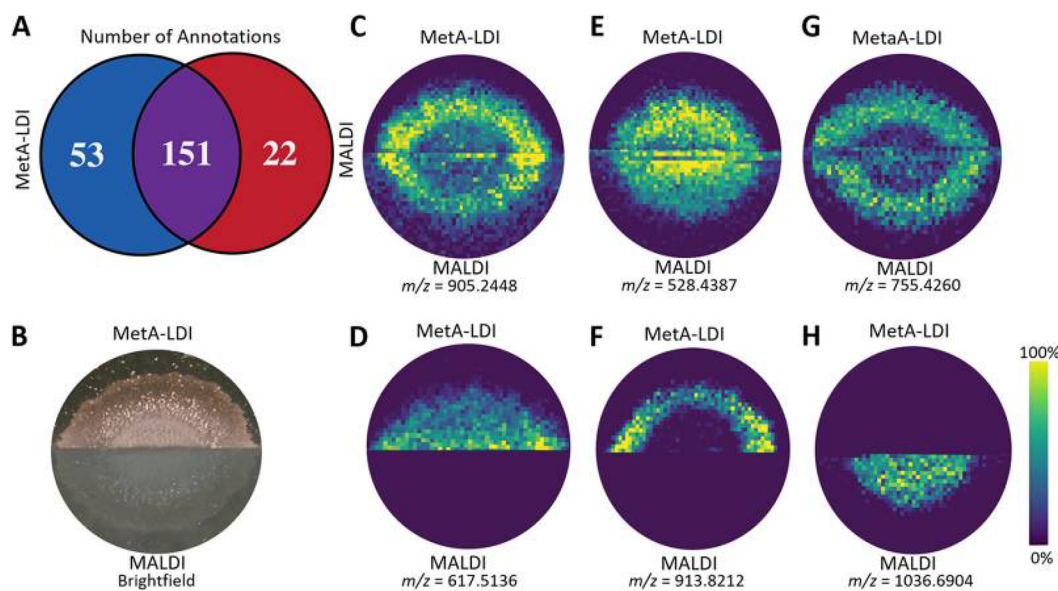 A
Number of Annotations
MetA-LDI
53
151
22
MALDI
B
MetA-LDI
MALDI
Brightfield
C
MetA-LDI
MALDI
m/z = 905.2448
D
MetA-LDI
MALDI
m/z = 617.5136
E
MetA-LDI
MALDI
m/z = 528.4387
F
MetA-LDI
MALDI
m/z = 913.8212
G
MetaA-LDI
MALDI
m/z = 755.4260
H
MetA-LDI
MALDI
m/z = 1036.6904
100%
0%